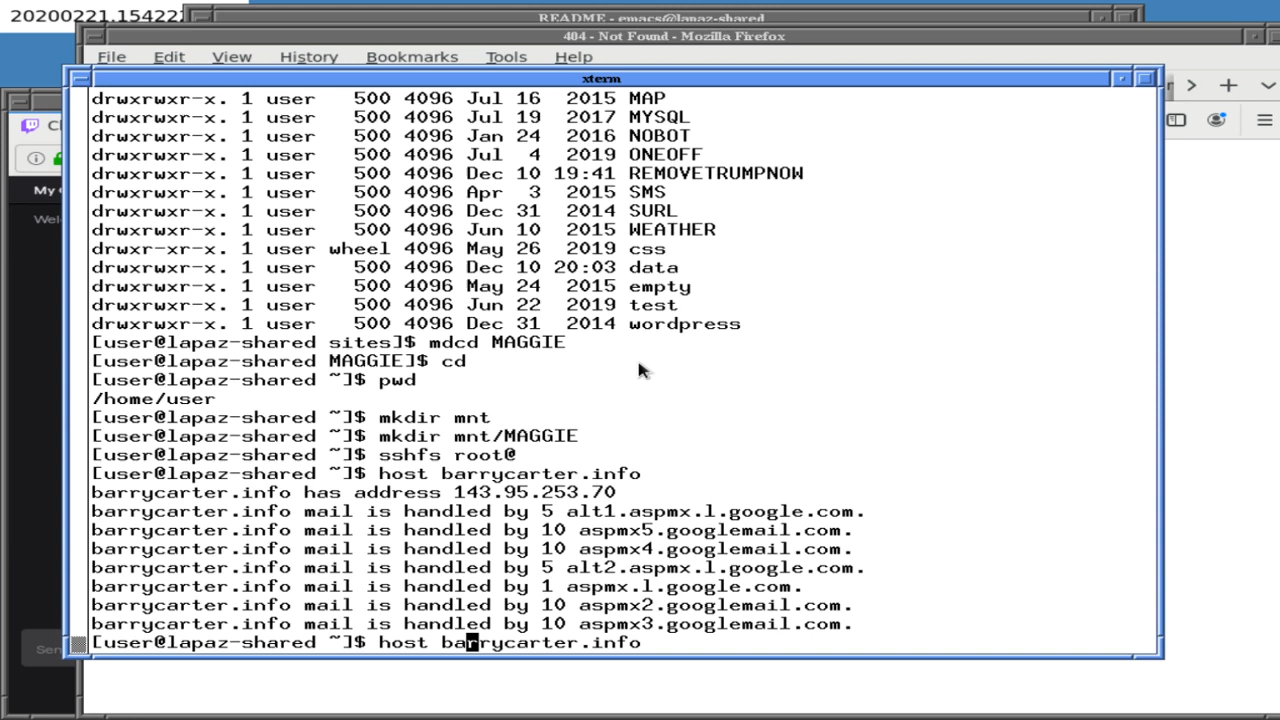 20200221.154222
README - emacs@lapaz-shared
404 - Not Found - Mozilla Firefox
File Edit View History Bookmarks Tools Help
xterm
drwxrwxr-x. 1 user 500 4096 Jul 16 2015 MAP
drwxrwxr-x. 1 user 500 4096 Jul 19 2017 MYSQL
drwxrwxr-x. 1 user 500 4096 Jan 24 2016 NOBOT
drwxrwxr-x. 1 user 500 4096 Jul 4 2019 ONEOFF
drwxrwxr-x. 1 user 500 4096 Dec 10 19:41 REMOVETRUMPNOW
drwxrwxr-x. 1 user 500 4096 Apr 3 2015 SMS
drwxrwxr-x. 1 user 500 4096 Dec 31 2014 SURL
drwxrwxr-x. 1 user 500 4096 Jun 10 2015 WEATHER
drwxr-xr-x. 1 user wheel 4096 May 26 2019 css
drwxrwxr-x. 1 user 500 4096 Dec 10 20:03 data
drwxrwxr-x. 1 user 500 4096 May 24 2015 empty
drwxrwxr-x. 1 user 500 4096 Jun 22 2019 test
drwxrwxr-x. 1 user 500 4096 Dec 31 2014 wordpress
[user@lapaz-shared sites]$ mdcd MAGGIE
[user@lapaz-shared MAGGIE]$ cd
[user@lapaz-shared ~]$ pwd
/home/user
[user@lapaz-shared ~]$ mkdir mnt
[user@lapaz-shared ~]$ mkdir mnt/MAGGIE
[user@lapaz-shared ~]$ sshfs root@
[user@lapaz-shared ~]$ host barrycarter.info
barrycarter.info has address 143.95.253.70
barrycarter.info mail is handled by 5 alt1.aspmx.l.google.com.
barrycarter.info mail is handled by 10 aspmx5.googlemail.com.
barrycarter.info mail is handled by 10 aspmx4.googlemail.com.
barrycarter.info mail is handled by 5 alt2.aspmx.l.google.com.
barrycarter.info mail is handled by 1 aspmx.l.google.com.
barrycarter.info mail is handled by 10 aspmx2.googlemail.com.
barrycarter.info mail is handled by 10 aspmx3.googlemail.com.
[user@lapaz-shared ~]$ host barrycarter.info
My
Wel
Sen